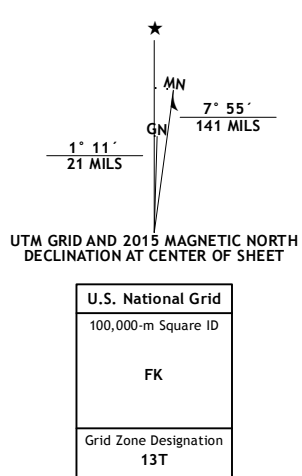 ★
MN
GN
7° 55´
141 MILS
1° 11´
21 MILS
UTM GRID AND 2015 MAGNETIC NORTH
DECLINATION AT CENTER OF SHEET
U.S. National Grid
100,000-m Square ID
FK
Grid Zone Designation
13T